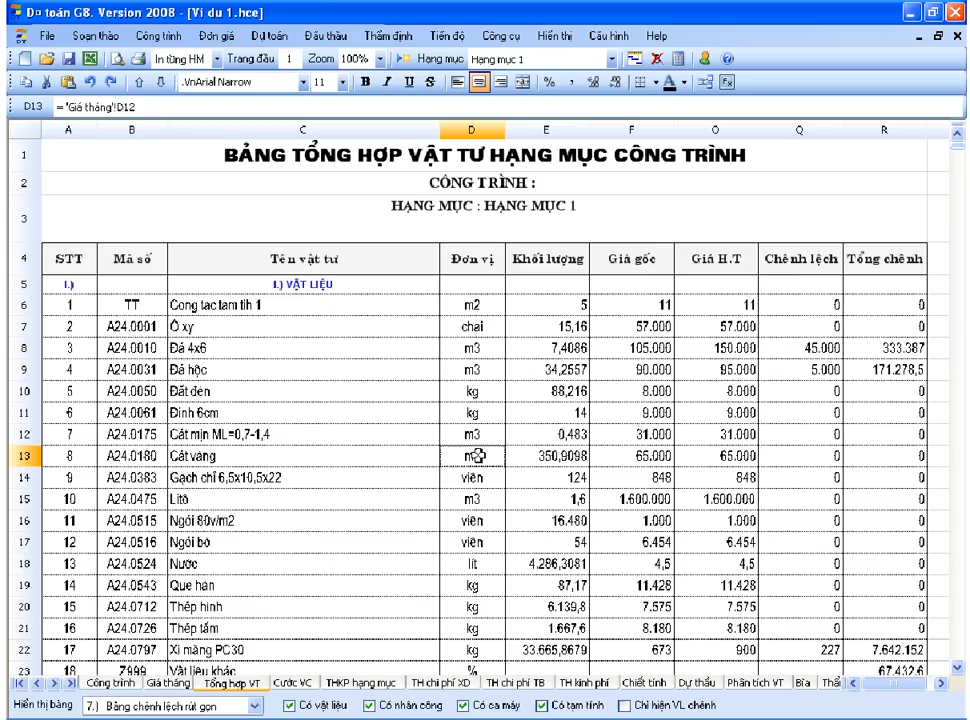 Dự toán G8. Version 2008 - [Vi du 1.hce]
File Soạn thảo Công trình Đơn giá Dự toán Đấu thầu Thẩm định Tiến độ Công cụ Hiển thị Cấu hình Help
In từng HM Trang đầu 1 Zoom 100% Hạng mục Hạng mục 1
.VnArial Narrow 11 B I U S %
D13 = 'Giá tháng'!D12
A B C D E F O Q R
1 BẢNG TỔNG HỢP VẬT TƯ HẠNG MỤC CÔNG TRÌNH
2 CÔNG TRÌNH :
3 HẠNG MỤC : HẠNG MỤC 1
4 STT Mã số Tên vật tư Đơn vị Khối lượng Giá gốc Giá H.T Chênh lệch Tổng chênh
5 I.) I.) VẬT LIỆU
6 1 TT Cong tac tam tih 1 m2 5 11 11 0 0
7 2 A24.0001 Ô xy chai 15,16 57.000 57.000 0 0
8 3 A24.0010 Đá 4x6 m3 7,4086 105.000 150.000 45.000 333.387
9 4 A24.0031 Đá hộc m3 34,2557 90.000 95.000 5.000 171.278,5
10 5 A24.0050 Đất đèn kg 88,216 8.000 8.000 0 0
11 6 A24.0061 Đinh 6cm kg 14 9.000 9.000 0 0
12 7 A24.0175 Cát mịn ML=0,7-1,4 m3 0,483 31.000 31.000 0 0
13 8 A24.0180 Cát vàng 350,9098 65.000 65.000 0 0
14 9 A24.0383 Gạch chỉ 6,5x10,5x22 viên 124 848 848 0 0
15 10 A24.0475 Litô m3 1,6 1.600.000 1.600.000 0 0
16 11 A24.0515 Ngói 80v/m2 viên 16.480 1.000 1.000 0 0
17 12 A24.0516 Ngói bò viên 54 6.454 6.454 0 0
18 13 A24.0524 Nước lít 4.286,3081 4,5 4,5 0 0
19 14 A24.0543 Que hàn kg 87,17 11.428 11.428 0 0
20 15 A24.0712 Thép hình kg 6.139,8 7.575 7.575 0 0
21 16 A24.0726 Thép tấm kg 1.667,6 8.180 8.180 0 0
22 17 A24.0797 Xi măng PC30 kg 33.665,8679 673 900 227 7.642.152
23 18 Z999 Vật liệu khác % 67.432,6
Công trình Giá tháng Tổng hợp VT Cước VC THKP hạng mục TH chi phí XD TH chi phí TB TH kinh phí Chiết tính Dự thầu Phân tích VT Bìa Thẩ
Hiển thị bảng 7.) Bảng chênh lệch rút gọn Có vật liệu Có nhân công Có ca máy Có tạm tính Chỉ hiện VL chênh